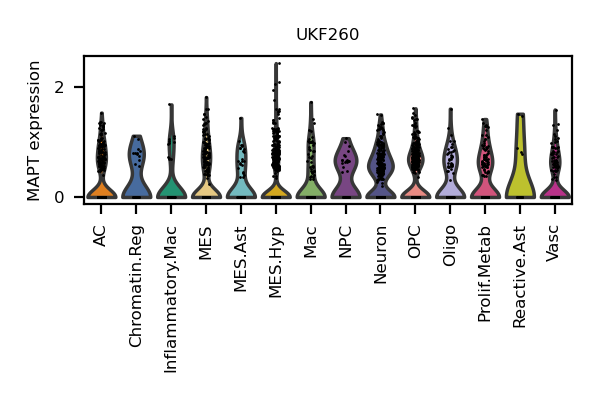 UKF260
MAPT expression
2
0
AC
Chromatin.Reg
Inflammatory.Mac
MES
MES.Ast
MES.Hyp
Mac
NPC
Neuron
OPC
Oligo
Prolif.Metab
Reactive.Ast
Vasc